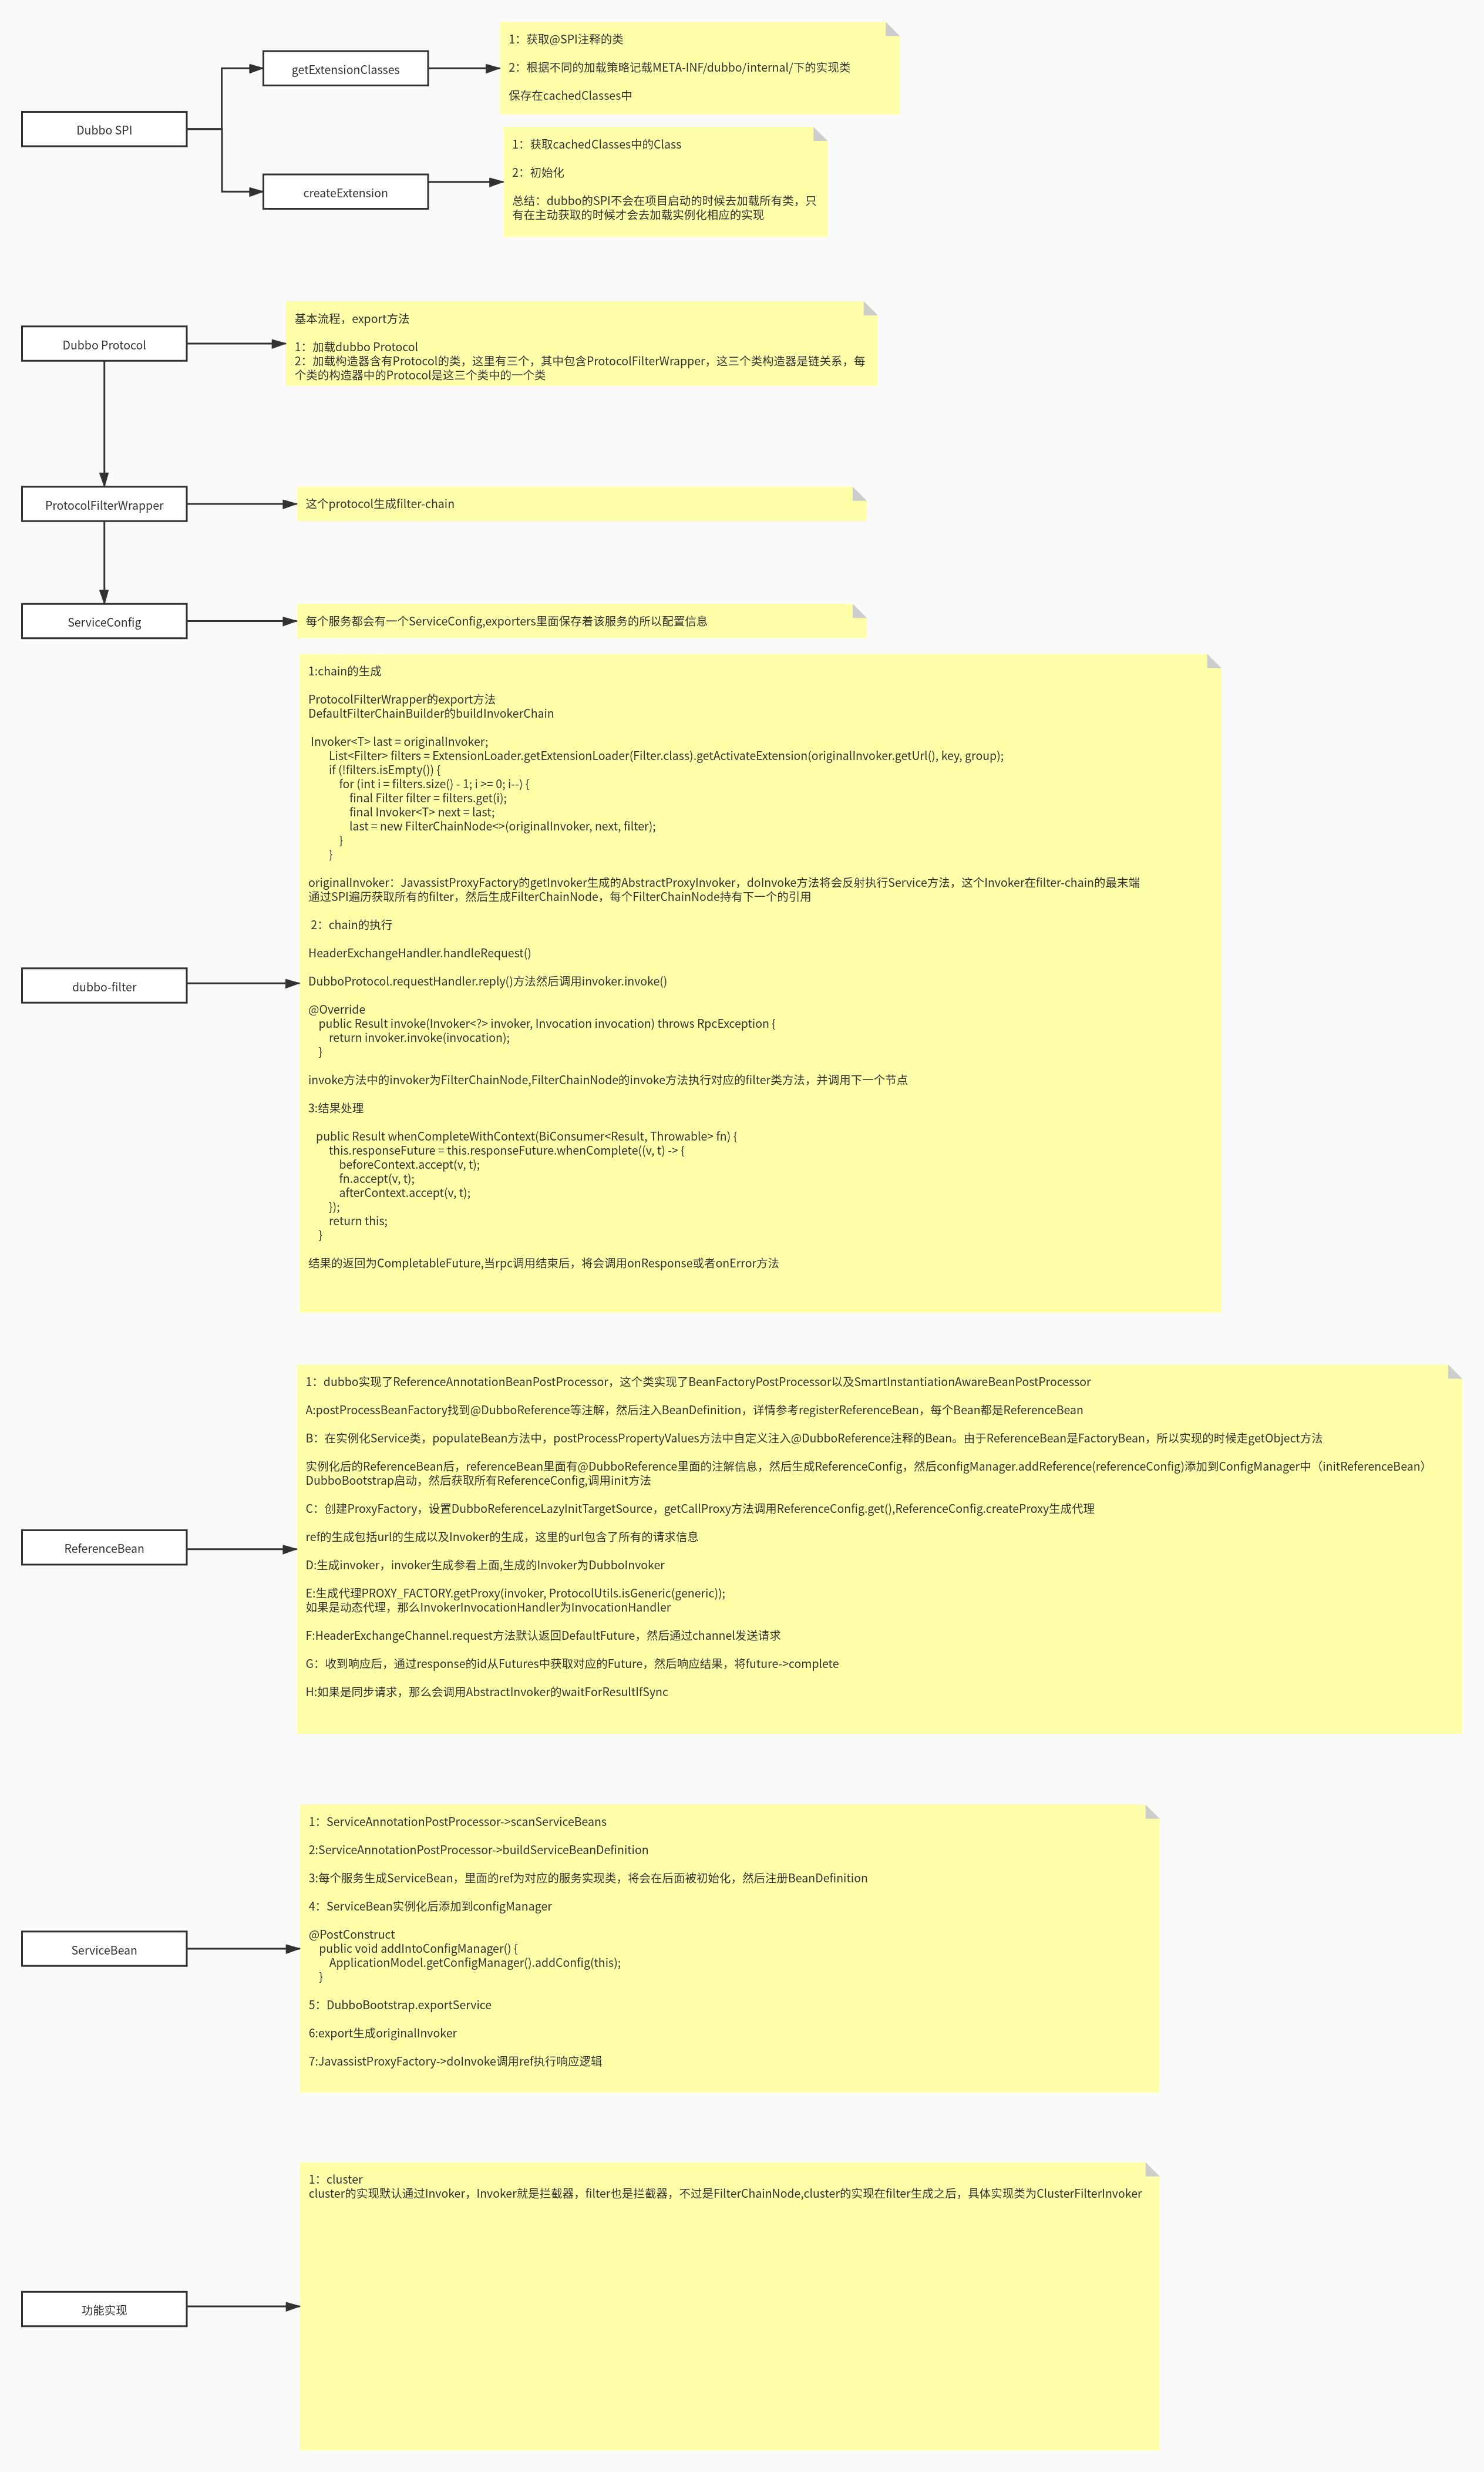 Dubbo SPI
getExtensionClasses
1：获取@SPI注释的类
2：根据不同的加载策略记载META-INF/dubbo/internal/下的实现类
保存在cachedClasses中
createExtension
1：获取cachedClasses中的Class
2：初始化
总结：dubbo的SPI不会在项目启动的时候去加载所有类，只
有在主动获取的时候才会去加载实例化相应的实现
Dubbo Protocol
基本流程，export方法
1：加载dubbo Protocol
2：加载构造器含有Protocol的类，这里有三个，其中包含ProtocolFilterWrapper，这三个类构造器是链关系，每
个类的构造器中的Protocol是这三个类中的一个类
ProtocolFilterWrapper
这个protocol生成filter-chain
ServiceConfig
每个服务都会有一个ServiceConfig,exporters里面保存着该服务的所以配置信息
dubbo-filter
1:chain的生成
ProtocolFilterWrapper的export方法
DefaultFilterChainBuilder的buildInvokerChain
Invoker<T> last = originalInvoker;
List<Filter> filters = ExtensionLoader.getExtensionLoader(Filter.class).getActivateExtension(originalInvoker.getUrl(), key, group);
if (!filters.isEmpty()) {
for (int i = filters.size() - 1; i >= 0; i--) {
final Filter filter = filters.get(i);
final Invoker<T> next = last;
last = new FilterChainNode<>(originalInvoker, next, filter);
}
}
originalInvoker：JavassistProxyFactory的getInvoker生成的AbstractProxyInvoker，doInvoke方法将会反射执行Service方法，这个Invoker在filter-chain的最末端
通过SPI遍历获取所有的filter，然后生成FilterChainNode，每个FilterChainNode持有下一个的引用
2：chain的执行
HeaderExchangeHandler.handleRequest()
DubboProtocol.requestHandler.reply()方法然后调用invoker.invoke()
@Override
public Result invoke(Invoker<?> invoker, Invocation invocation) throws RpcException {
return invoker.invoke(invocation);
}
invoke方法中的invoker为FilterChainNode,FilterChainNode的invoke方法执行对应的filter类方法，并调用下一个节点
3:结果处理
public Result whenCompleteWithContext(BiConsumer<Result, Throwable> fn) {
this.responseFuture = this.responseFuture.whenComplete((v, t) -> {
beforeContext.accept(v, t);
fn.accept(v, t);
afterContext.accept(v, t);
});
return this;
}
结果的返回为CompletableFuture,当rpc调用结束后，将会调用onResponse或者onError方法
ReferenceBean
1：dubbo实现了ReferenceAnnotationBeanPostProcessor，这个类实现了BeanFactoryPostProcessor以及SmartInstantiationAwareBeanPostProcessor
A:postProcessBeanFactory找到@DubboReference等注解，然后注入BeanDefinition，详情参考registerReferenceBean，每个Bean都是ReferenceBean
B：在实例化Service类，populateBean方法中，postProcessPropertyValues方法中自定义注入@DubboReference注释的Bean。由于ReferenceBean是FactoryBean，所以实现的时候走getObject方法
实例化后的ReferenceBean后，referenceBean里面有@DubboReference里面的注解信息，然后生成ReferenceConfig，然后configManager.addReference(referenceConfig)添加到ConfigManager中（initReferenceBean）
DubboBootstrap启动，然后获取所有ReferenceConfig,调用init方法
C：创建ProxyFactory，设置DubboReferenceLazyInitTargetSource，getCallProxy方法调用ReferenceConfig.get(),ReferenceConfig.createProxy生成代理
ref的生成包括url的生成以及Invoker的生成，这里的url包含了所有的请求信息
D:生成invoker，invoker生成参看上面,生成的Invoker为DubboInvoker
E:生成代理PROXY_FACTORY.getProxy(invoker, ProtocolUtils.isGeneric(generic));
如果是动态代理，那么InvokerInvocationHandler为InvocationHandler
F:HeaderExchangeChannel.request方法默认返回DefaultFuture，然后通过channel发送请求
G：收到响应后，通过response的id从Futures中获取对应的Future，然后响应结果，将future->complete
H:如果是同步请求，那么会调用AbstractInvoker的waitForResultIfSync
ServiceBean
1：ServiceAnnotationPostProcessor->scanServiceBeans
2:ServiceAnnotationPostProcessor->buildServiceBeanDefinition
3:每个服务生成ServiceBean，里面的ref为对应的服务实现类，将会在后面被初始化，然后注册BeanDefinition
4：ServiceBean实例化后添加到configManager
@PostConstruct
public void addIntoConfigManager() {
ApplicationModel.getConfigManager().addConfig(this);
}
5：DubboBootstrap.exportService
6:export生成originalInvoker
7:JavassistProxyFactory->doInvoke调用ref执行响应逻辑
功能实现
1：cluster
cluster的实现默认通过Invoker，Invoker就是拦截器，filter也是拦截器，不过是FilterChainNode,cluster的实现在filter生成之后，具体实现类为ClusterFilterInvoker